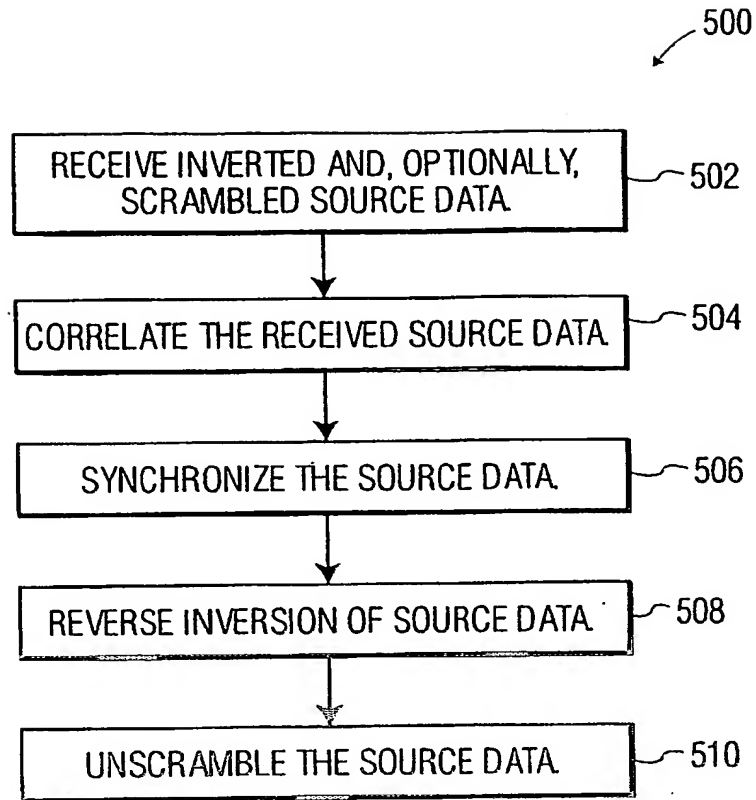 500
RECEIVE INVERTED AND, OPTIONALLY,
SCRAMBLED SOURCE DATA.
502
CORRELATE THE RECEIVED SOURCE DATA.
504
SYNCHRONIZE THE SOURCE DATA.
506
REVERSE INVERSION OF SOURCE DATA.
508
UNSCRAMBLE THE SOURCE DATA.
510